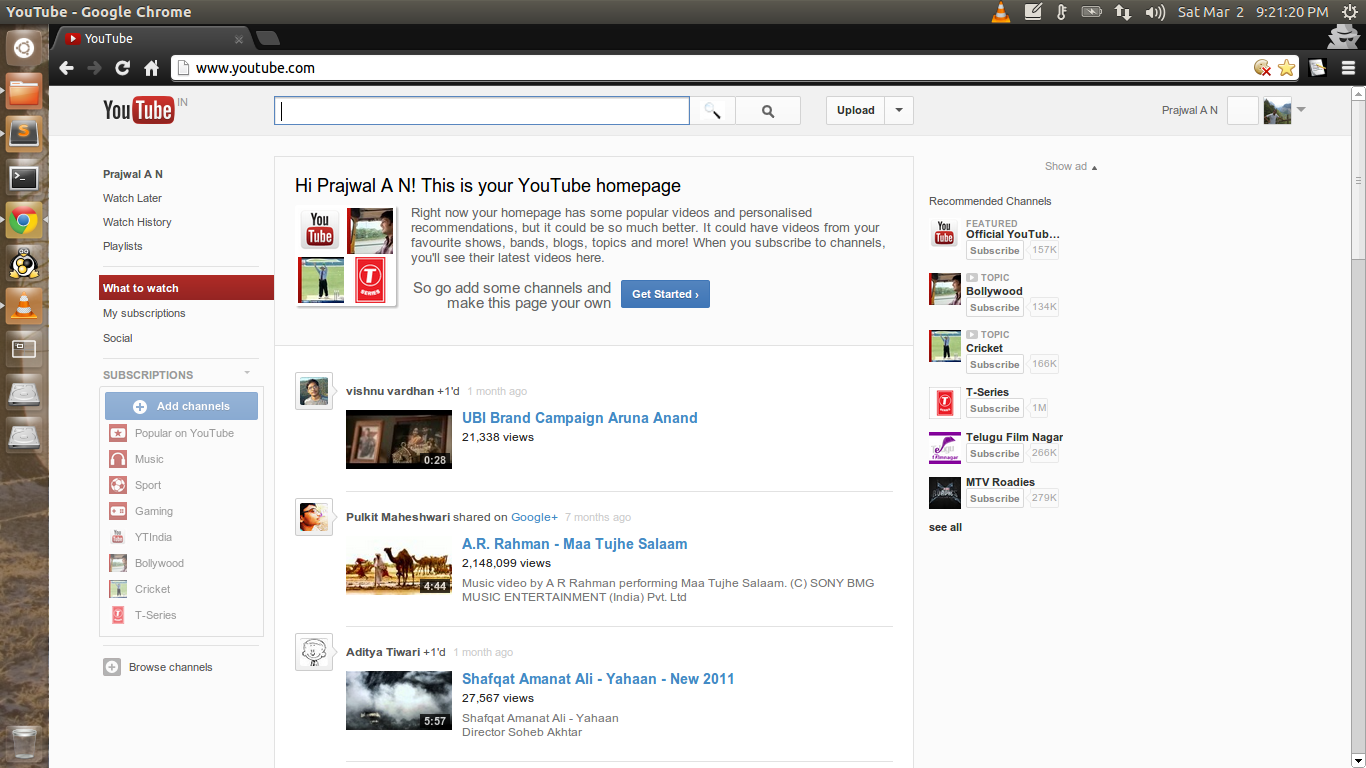 YouTube - Google Chrome
Sat Mar 2 9:21:20 PM
YouTube
www.youtube.com
YouTube IN
Upload
Prajwal A N
Prajwal A N
Watch Later
Watch History
Playlists
What to watch
My subscriptions
Social
SUBSCRIPTIONS
Add channels
Popular on YouTube
Music
Sport
Gaming
YTIndia
Bollywood
Cricket
T-Series
Browse channels
Hi Prajwal A N! This is your YouTube homepage
You
Tube
T
SERIES
Right now your homepage has some popular videos and personalised
recommendations, but it could be so much better. It could have videos from your
favourite shows, bands, blogs, topics and more! When you subscribe to channels,
you'll see their latest videos here.
So go add some channels and
make this page your own
Get Started ›
vishnu vardhan +1'd 1 month ago
UBI Brand Campaign Aruna Anand
21,338 views
0:28
Pulkit Maheshwari shared on Google+ 7 months ago
A.R. Rahman - Maa Tujhe Salaam
2,148,099 views
Music video by A R Rahman performing Maa Tujhe Salaam. (C) SONY BMG
MUSIC ENTERTAINMENT (India) Pvt. Ltd
4:44
Aditya Tiwari +1'd 1 month ago
Shafqat Amanat Ali - Yahaan - New 2011
27,567 views
Shafqat Amanat Ali - Yahaan
Director Soheb Akhtar
5:57
Show ad
Recommended Channels
You
Tube
FEATURED
Official YouTub...
Subscribe 157K
TOPIC
Bollywood
Subscribe 134K
TOPIC
Cricket
Subscribe 166K
T-Series
Subscribe 1M
Telugu Film Nagar
Subscribe 266K
MTV Roadies
Subscribe 279K
see all